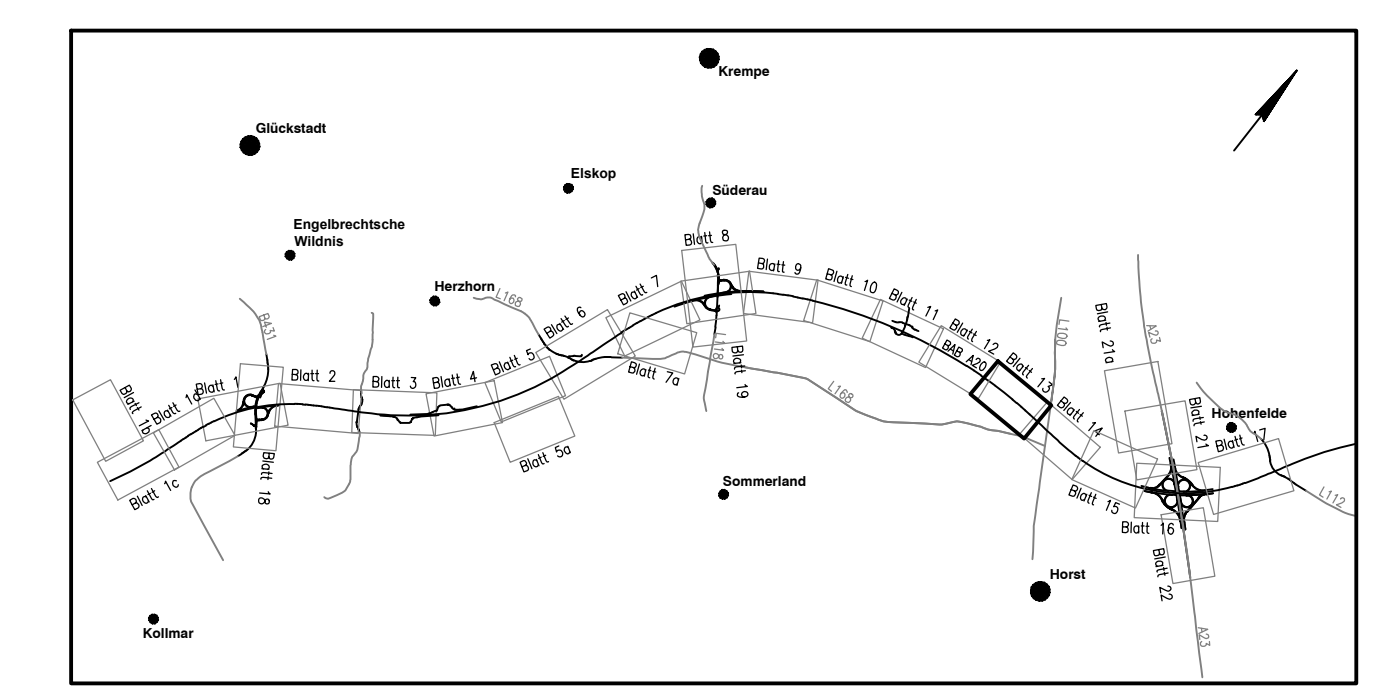 Krempe
Glückstadt
Elskop
Süderau
Engelbrechtsche
Wildnis
Blatt 8
Herzhorn
L168
Blatt 7
Blatt 9
Blatt 10
Blatt 11
Blatt 6
B431
L118
Blatt 12
BAB A20
L100
Blatt 21a
A23
Blatt 5
Blatt 7a
Blatt 19
Blatt 13
Blatt 1
Blatt 2
Blatt 3
Blatt 4
L168
Blatt 1b
Blatt 1a
Blatt 14
Blatt 21
Hohenfelde
Blatt 17
Blatt 5a
Blatt 18
Blatt 1c
Sommerland
Blatt 15
Blatt 16
L112
Blatt 22
Horst
Kollmar
A23